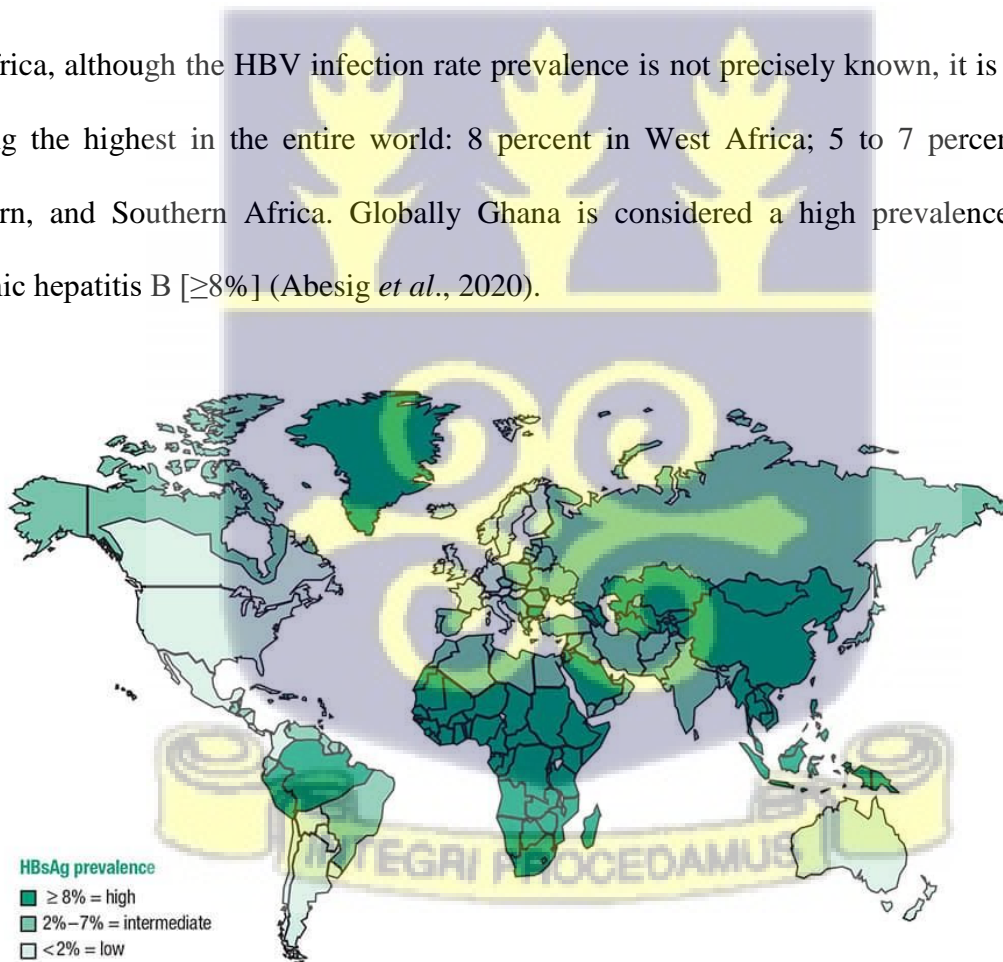 frica, although the HBV infection rate prevalence is not precisely known, it is
g the highest in the entire world: 8 percent in West Africa; 5 to 7 percen
rn, and Southern Africa. Globally Ghana is considered a high prevalence
nic hepatitis B [≥8%] (Abesig et al., 2020).
INTEGRI PROCEDAMUS
HBsAg prevalence
≥ 8% = high
2%–7% = intermediate
<2% = low